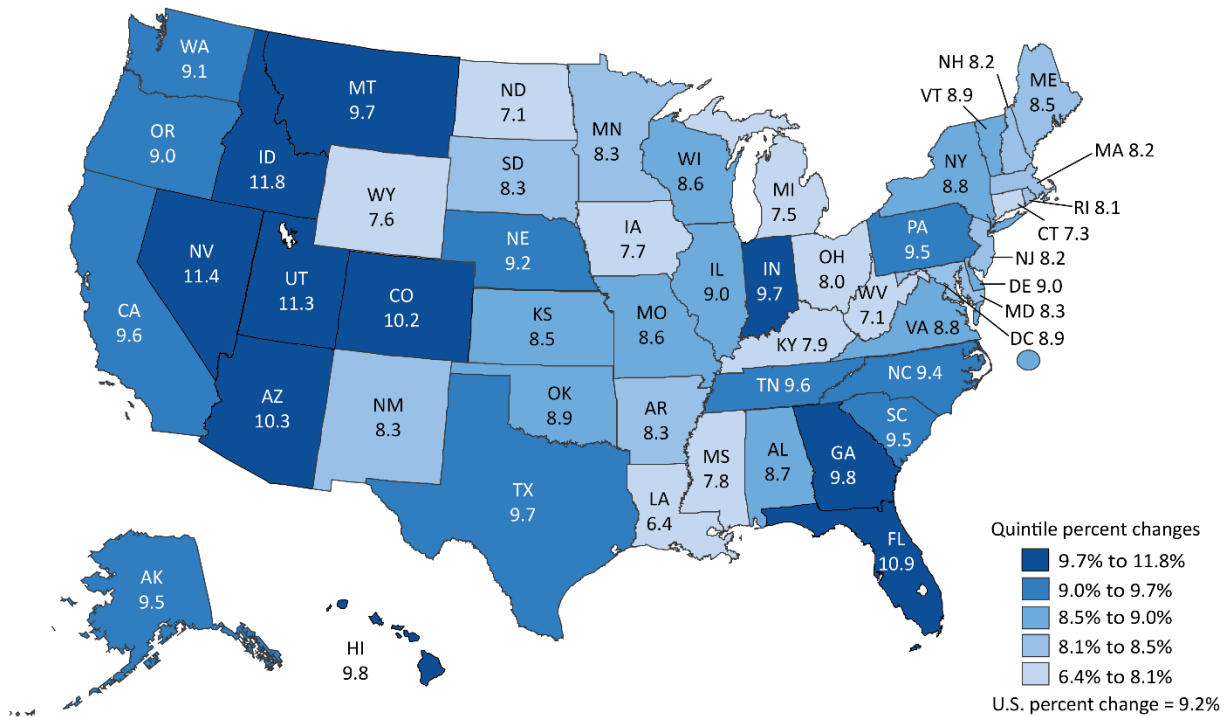 WA
9.1
OR
9.0
CA
9.6
ID
11.8
NV
11.4
MT
9.7
WY
7.6
UT
11.3
CO
10.2
AZ
10.3
NM
8.3
ND
7.1
SD
8.3
NE
9.2
KS
8.5
OK
8.9
TX
9.7
MN
8.3
IA
7.7
MO
8.6
AR
8.3
LA
6.4
WI
8.6
IL
9.0
MI
7.5
IN
9.7
OH
8.0
KY 7.9
WV
7.1
TN 9.6
MS
7.8
AL
8.7
GA
9.8
FL
10.9
SC
9.5
NC 9.4
VA 8.8
PA
9.5
NY
8.8
NH 8.2
VT 8.9
ME
8.5
MA 8.2
RI 8.1
CT 7.3
NJ 8.2
DE 9.0
MD 8.3
DC 8.9
AK
9.5
HI
9.8
Quintile percent changes
9.7% to 11.8%
9.0% to 9.7%
8.5% to 9.0%
8.1% to 8.5%
6.4% to 8.1%
U.S. percent change = 9.2%